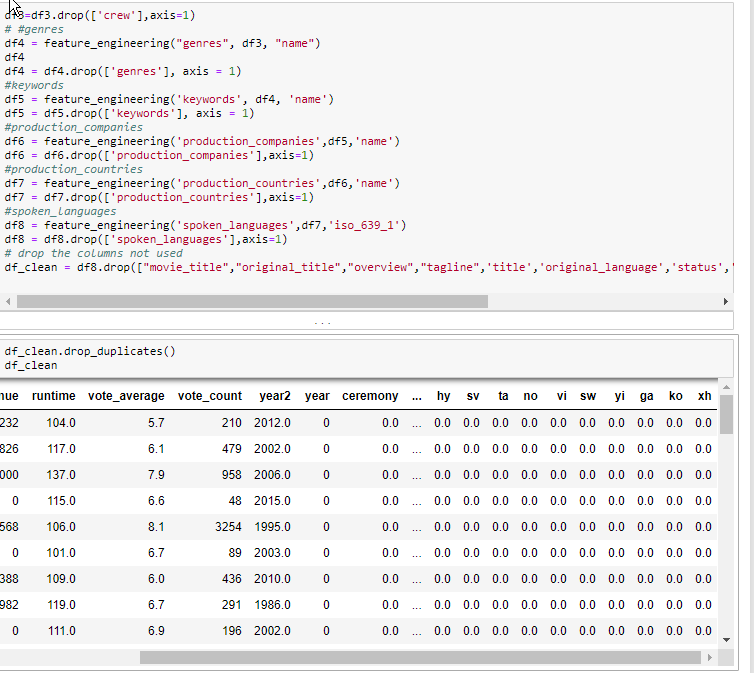 df3=df3.drop(['crew'],axis=1)
# #genres
df4 = feature_engineering("genres", df3, "name")
df4
df4 = df4.drop(['genres'], axis = 1)
#keywords
df5 = feature_engineering('keywords', df4, 'name')
df5 = df5.drop(['keywords'], axis = 1)
#production_companies
df6 = feature_engineering('production_companies',df5,'name')
df6 = df6.drop(['production_companies'],axis=1)
#production_countries
df7 = feature_engineering('production_countries',df6,'name')
df7 = df7.drop(['production_countries'],axis=1)
#spoken_languages
df8 = feature_engineering('spoken_languages',df7,'iso_639_1')
df8 = df8.drop(['spoken_languages'],axis=1)
# drop the columns not used
df_clean = df8.drop(["movie_title","original_title","overview","tagline",'title','original_language','status','
...
df_clean.drop_duplicates()
df_clean
nue runtime vote_average vote_count year2 year ceremony ... hy sv ta no vi sw yi ga ko xh
232 104.0 5.7 210 2012.0 0 0.0 ... 0.0 0.0 0.0 0.0 0.0 0.0 0.0 0.0 0.0 0.0
826 117.0 6.1 479 2002.0 0 0.0 ... 0.0 0.0 0.0 0.0 0.0 0.0 0.0 0.0 0.0 0.0
000 137.0 7.9 958 2006.0 0 0.0 ... 0.0 0.0 0.0 0.0 0.0 0.0 0.0 0.0 0.0 0.0
0 115.0 6.6 48 2015.0 0 0.0 ... 0.0 0.0 0.0 0.0 0.0 0.0 0.0 0.0 0.0 0.0
568 106.0 8.1 3254 1995.0 0 0.0 ... 0.0 0.0 0.0 0.0 0.0 0.0 0.0 0.0 0.0 0.0
0 101.0 6.7 89 2003.0 0 0.0 ... 0.0 0.0 0.0 0.0 0.0 0.0 0.0 0.0 0.0 0.0
388 109.0 6.0 436 2010.0 0 0.0 ... 0.0 0.0 0.0 0.0 0.0 0.0 0.0 0.0 0.0 0.0
982 119.0 6.7 291 1986.0 0 0.0 ... 0.0 0.0 0.0 0.0 0.0 0.0 0.0 0.0 0.0 0.0
0 111.0 6.9 196 2002.0 0 0.0 ... 0.0 0.0 0.0 0.0 0.0 0.0 0.0 0.0 0.0 0.0